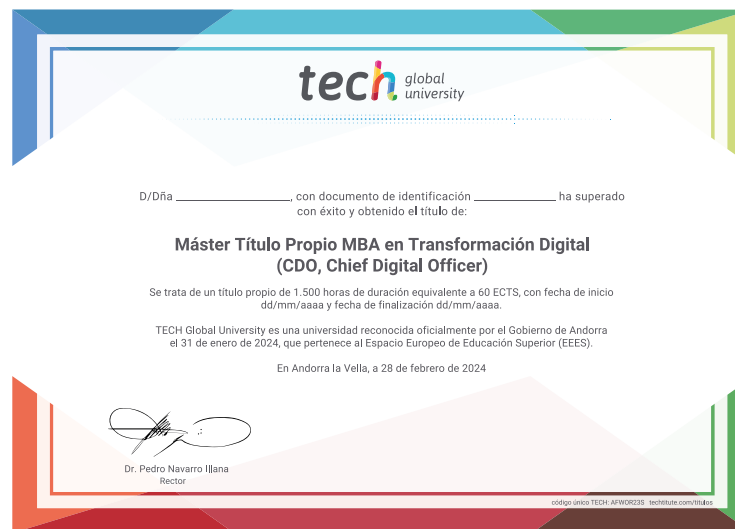 tech global university
D/Dña ______________, con documento de identificación ______________ ha superado
con éxito y obtenido el título de:
Máster Título Propio MBA en Transformación Digital
(CDO, Chief Digital Officer)
Se trata de un título propio de 1.500 horas de duración equivalente a 60 ECTS, con fecha de inicio
dd/mm/aaaa y fecha de finalización dd/mm/aaaa.
TECH Global University es una universidad reconocida oficialmente por el Gobierno de Andorra
el 31 de enero de 2024, que pertenece al Espacio Europeo de Educación Superior (EEES).
En Andorra la Vella, a 28 de febrero de 2024
Dr. Pedro Navarro Illana
Rector
código único TECH: AFWOR23S techtitute.com/titulos